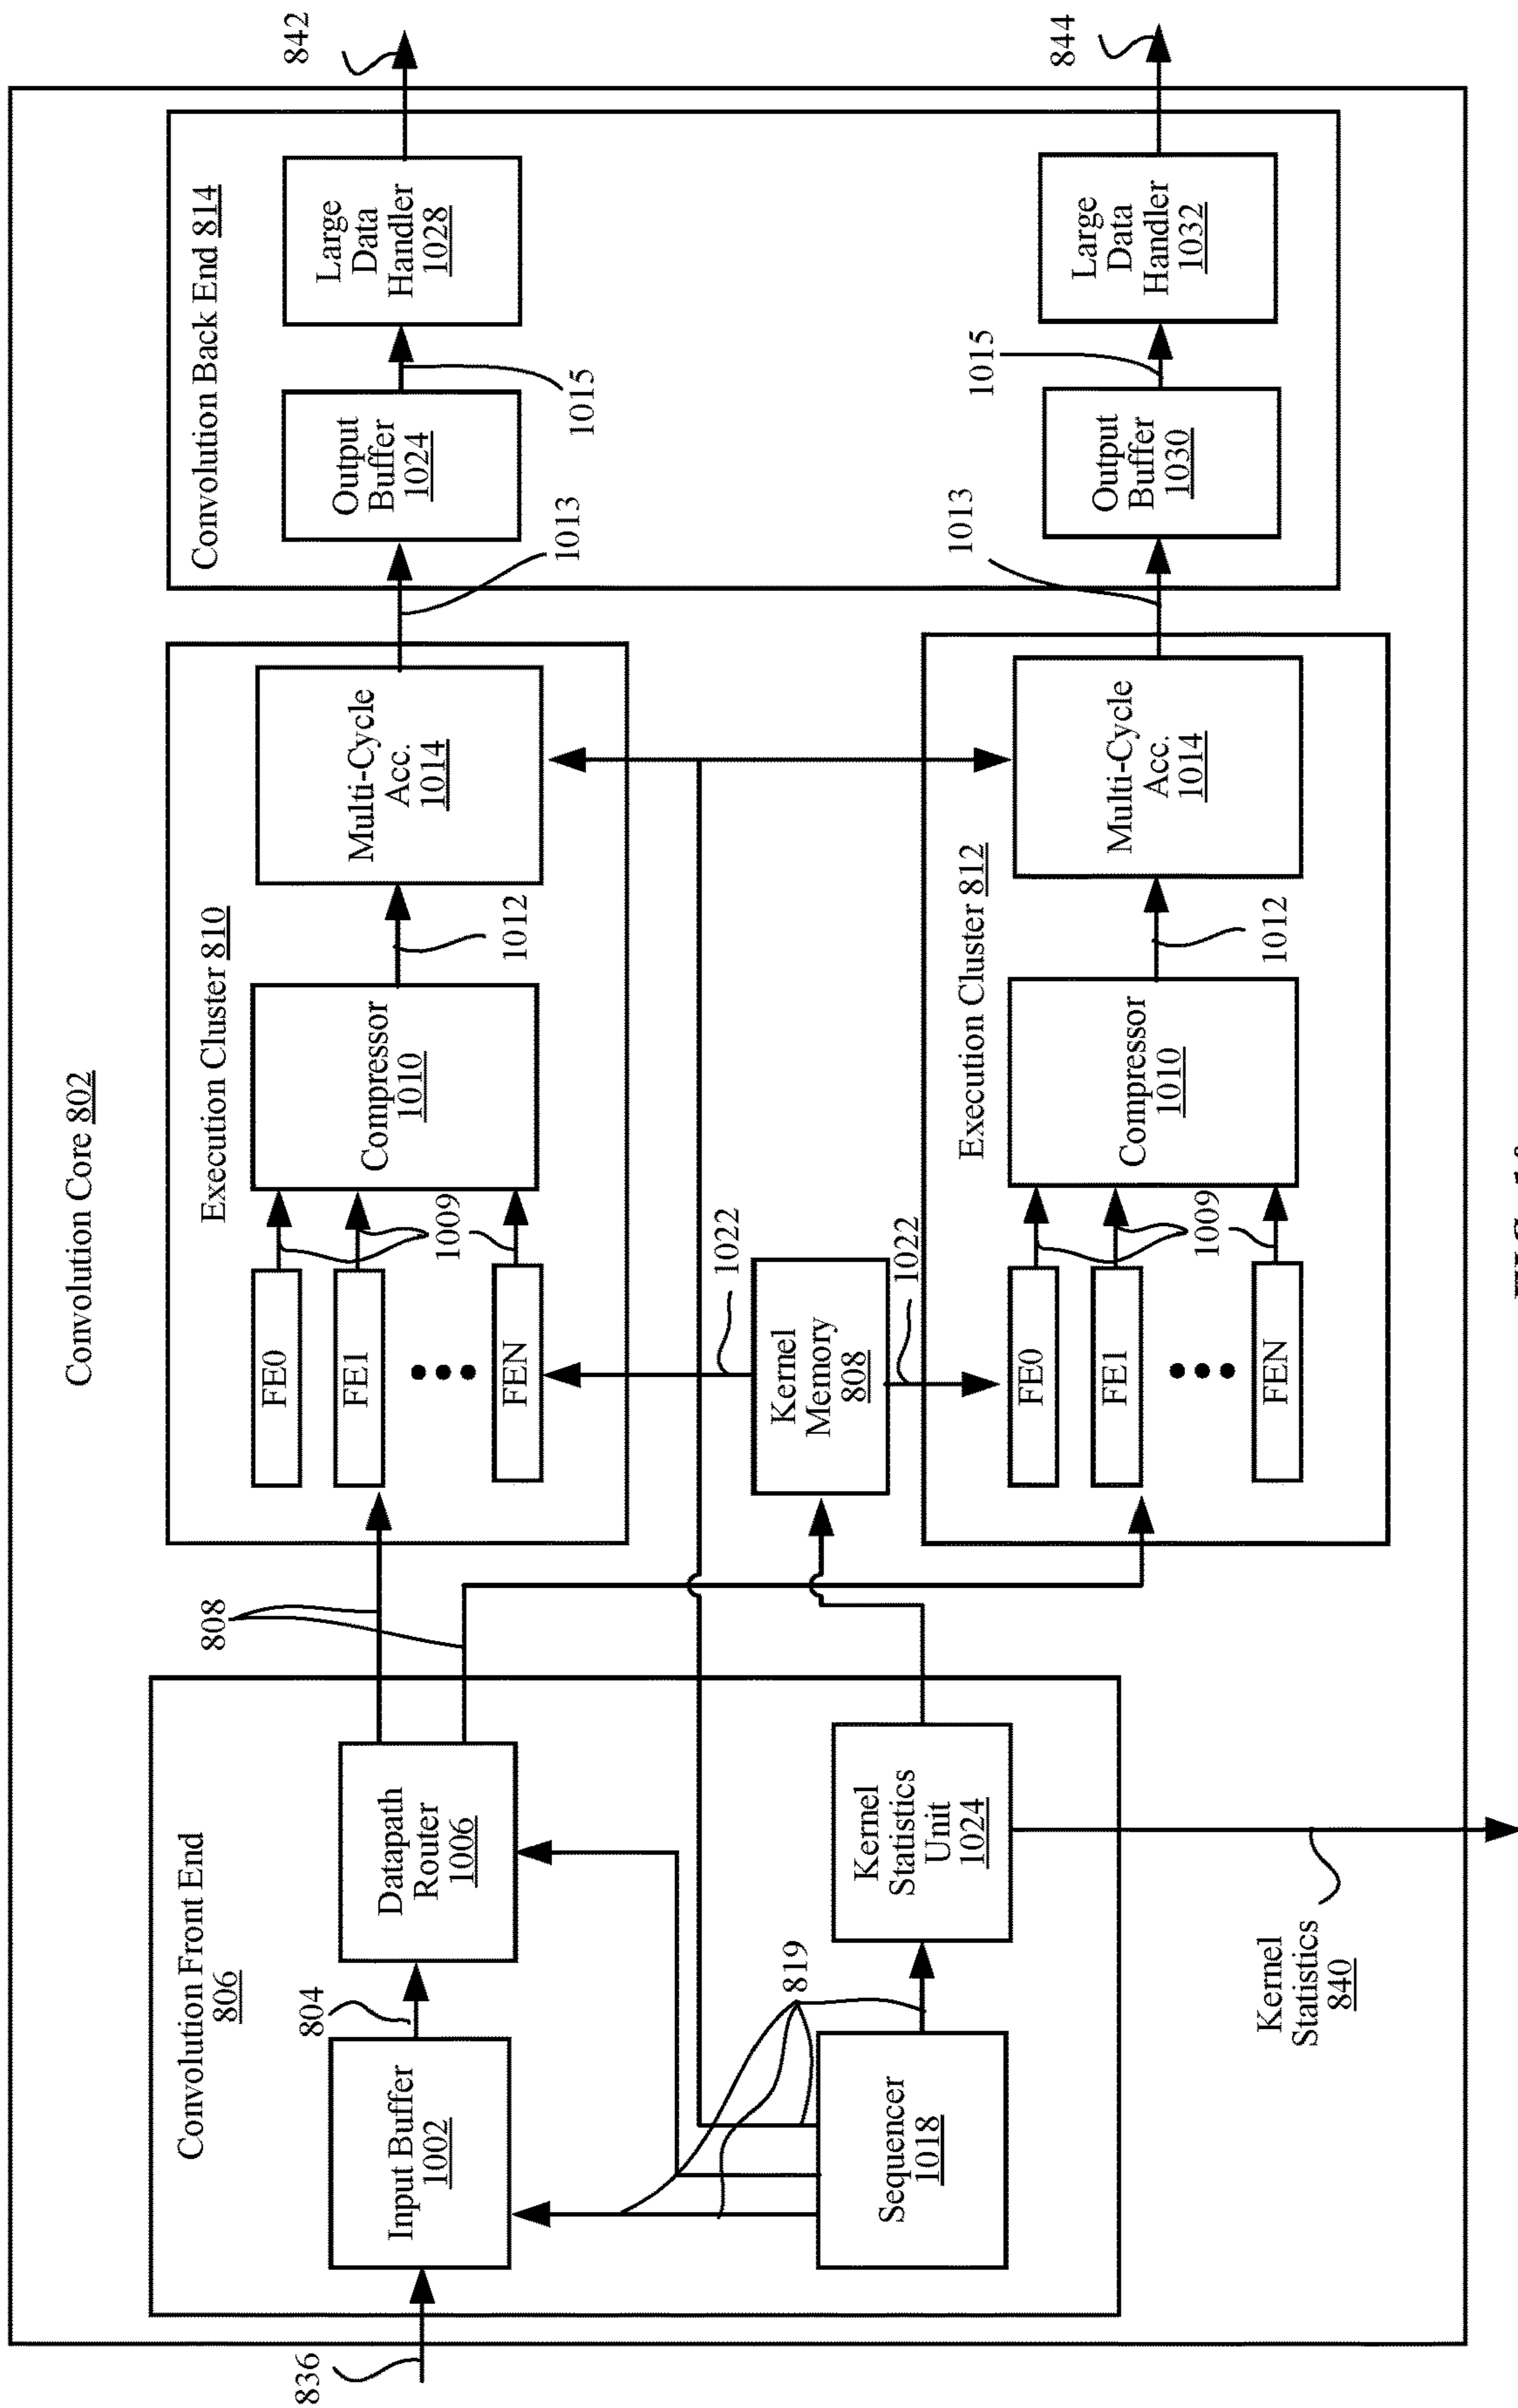 Convolution Core 802
Convolution Front End
806
836
Input Buffer
1002
804
Datapath
Router
1006
808
Sequencer
1018
819
Kernel
Statistics
Unit
1024
Kernel
Statistics
840
Execution Cluster 810
FE0
FE1
FEN
1009
Compressor
1010
1012
Multi-Cycle
Acc.
1014
1013
1022
Kernel
Memory
808
1022
Execution Cluster 812
FE0
FE1
FEN
1009
Compressor
1010
1012
Multi-Cycle
Acc.
1014
1013
Convolution Back End 814
Output
Buffer
1024
1015
Large
Data
Handler
1028
842
Output
Buffer
1030
1015
Large
Data
Handler
1032
844